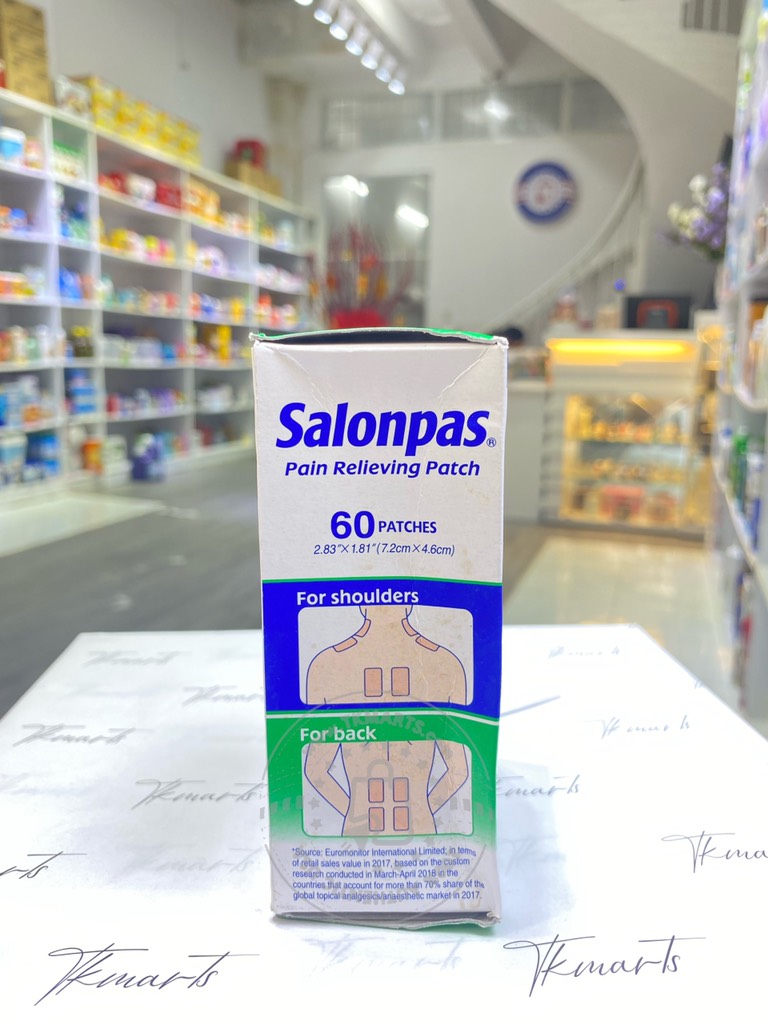 Salonpas®
Pain Relieving Patch
60 PATCHES
2.83"×1.81"(7.2cm×4.6cm)
For shoulders
For back
*Source: Euromonitor International Limited; in terms
of retail sales value in 2017, based on the custom
research conducted in March-April 2018 in the
countries that account for more than 70% share of the
global topical analgesics/anaesthetic market in 2017.
TKMARTS.co
Tkmarts
Tkmarts
Tkmarts